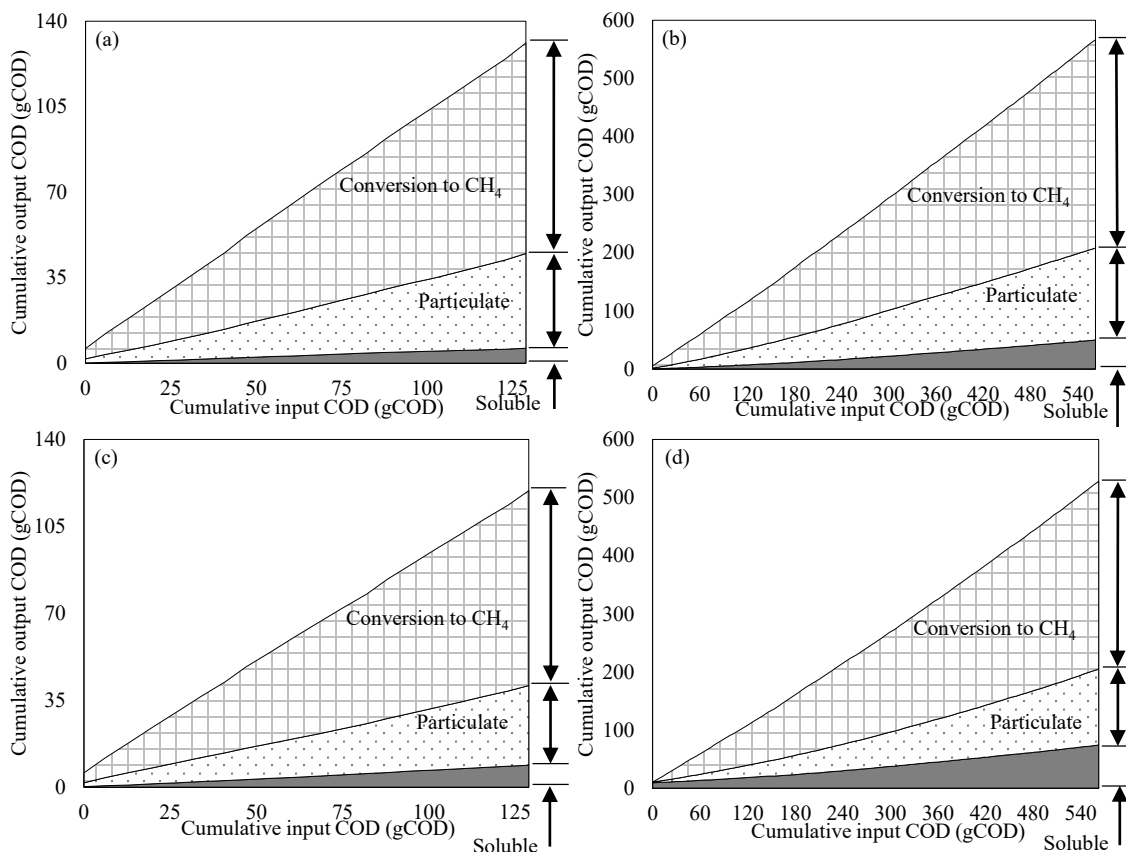 (a)
Cumulative output COD (gCOD)
140
105
70
35
0
Conversion to CH4
Particulate
0 25 50 75 100 129
Cumulative input COD (gCOD)
Soluble
(b)
Cumulative output COD (gCOD)
600
500
400
300
200
100
0
Conversion to CH4
Particulate
0 60 120 180 240 300 360 420 480 540
Cumulative input COD (gCOD)
Soluble
(c)
Cumulative output COD (gCOD)
140
105
70
35
0
Conversion to CH4
Particulate
0 25 50 75 100 128
Cumulative input COD (gCOD)
Soluble
(d)
Cumulative output COD (gCOD)
600
500
400
300
200
100
0
Conversion to CH4
Particulate
0 60 120 180 240 300 360 420 480 540
Cumulative input COD (gCOD)
Soluble